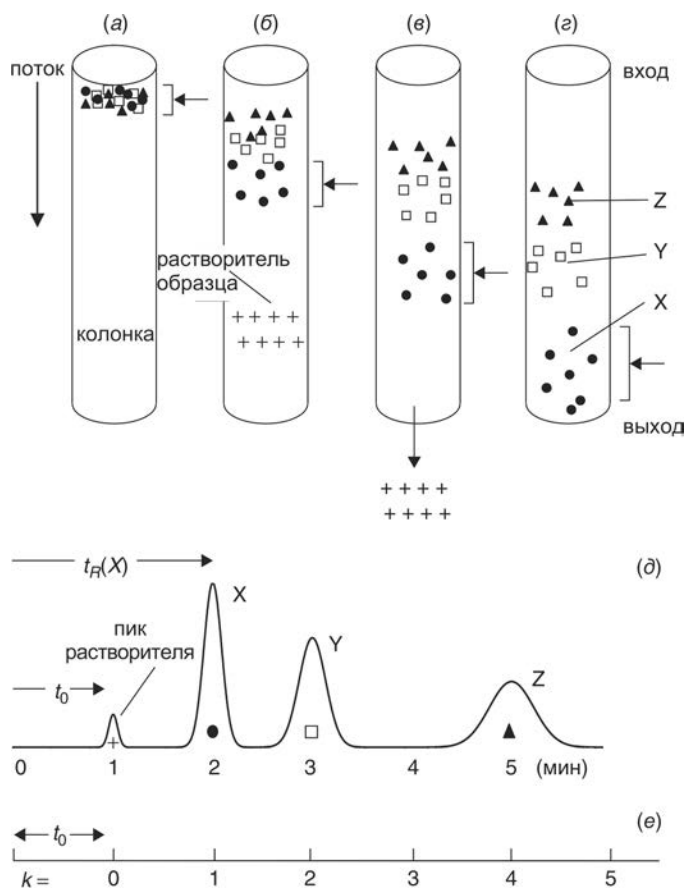 (а) (б) (в) (г)
поток
вход
Z
Y
растворитель
образца
X
+ + + +
+ + + +
колонка
выход
+ + + +
+ + + +
tR(X) (д)
X
пик
растворителя
Y
Z
t0
+
0 1 2 3 4 5 (мин)
t0 (е)
k = 0 1 2 3 4 5